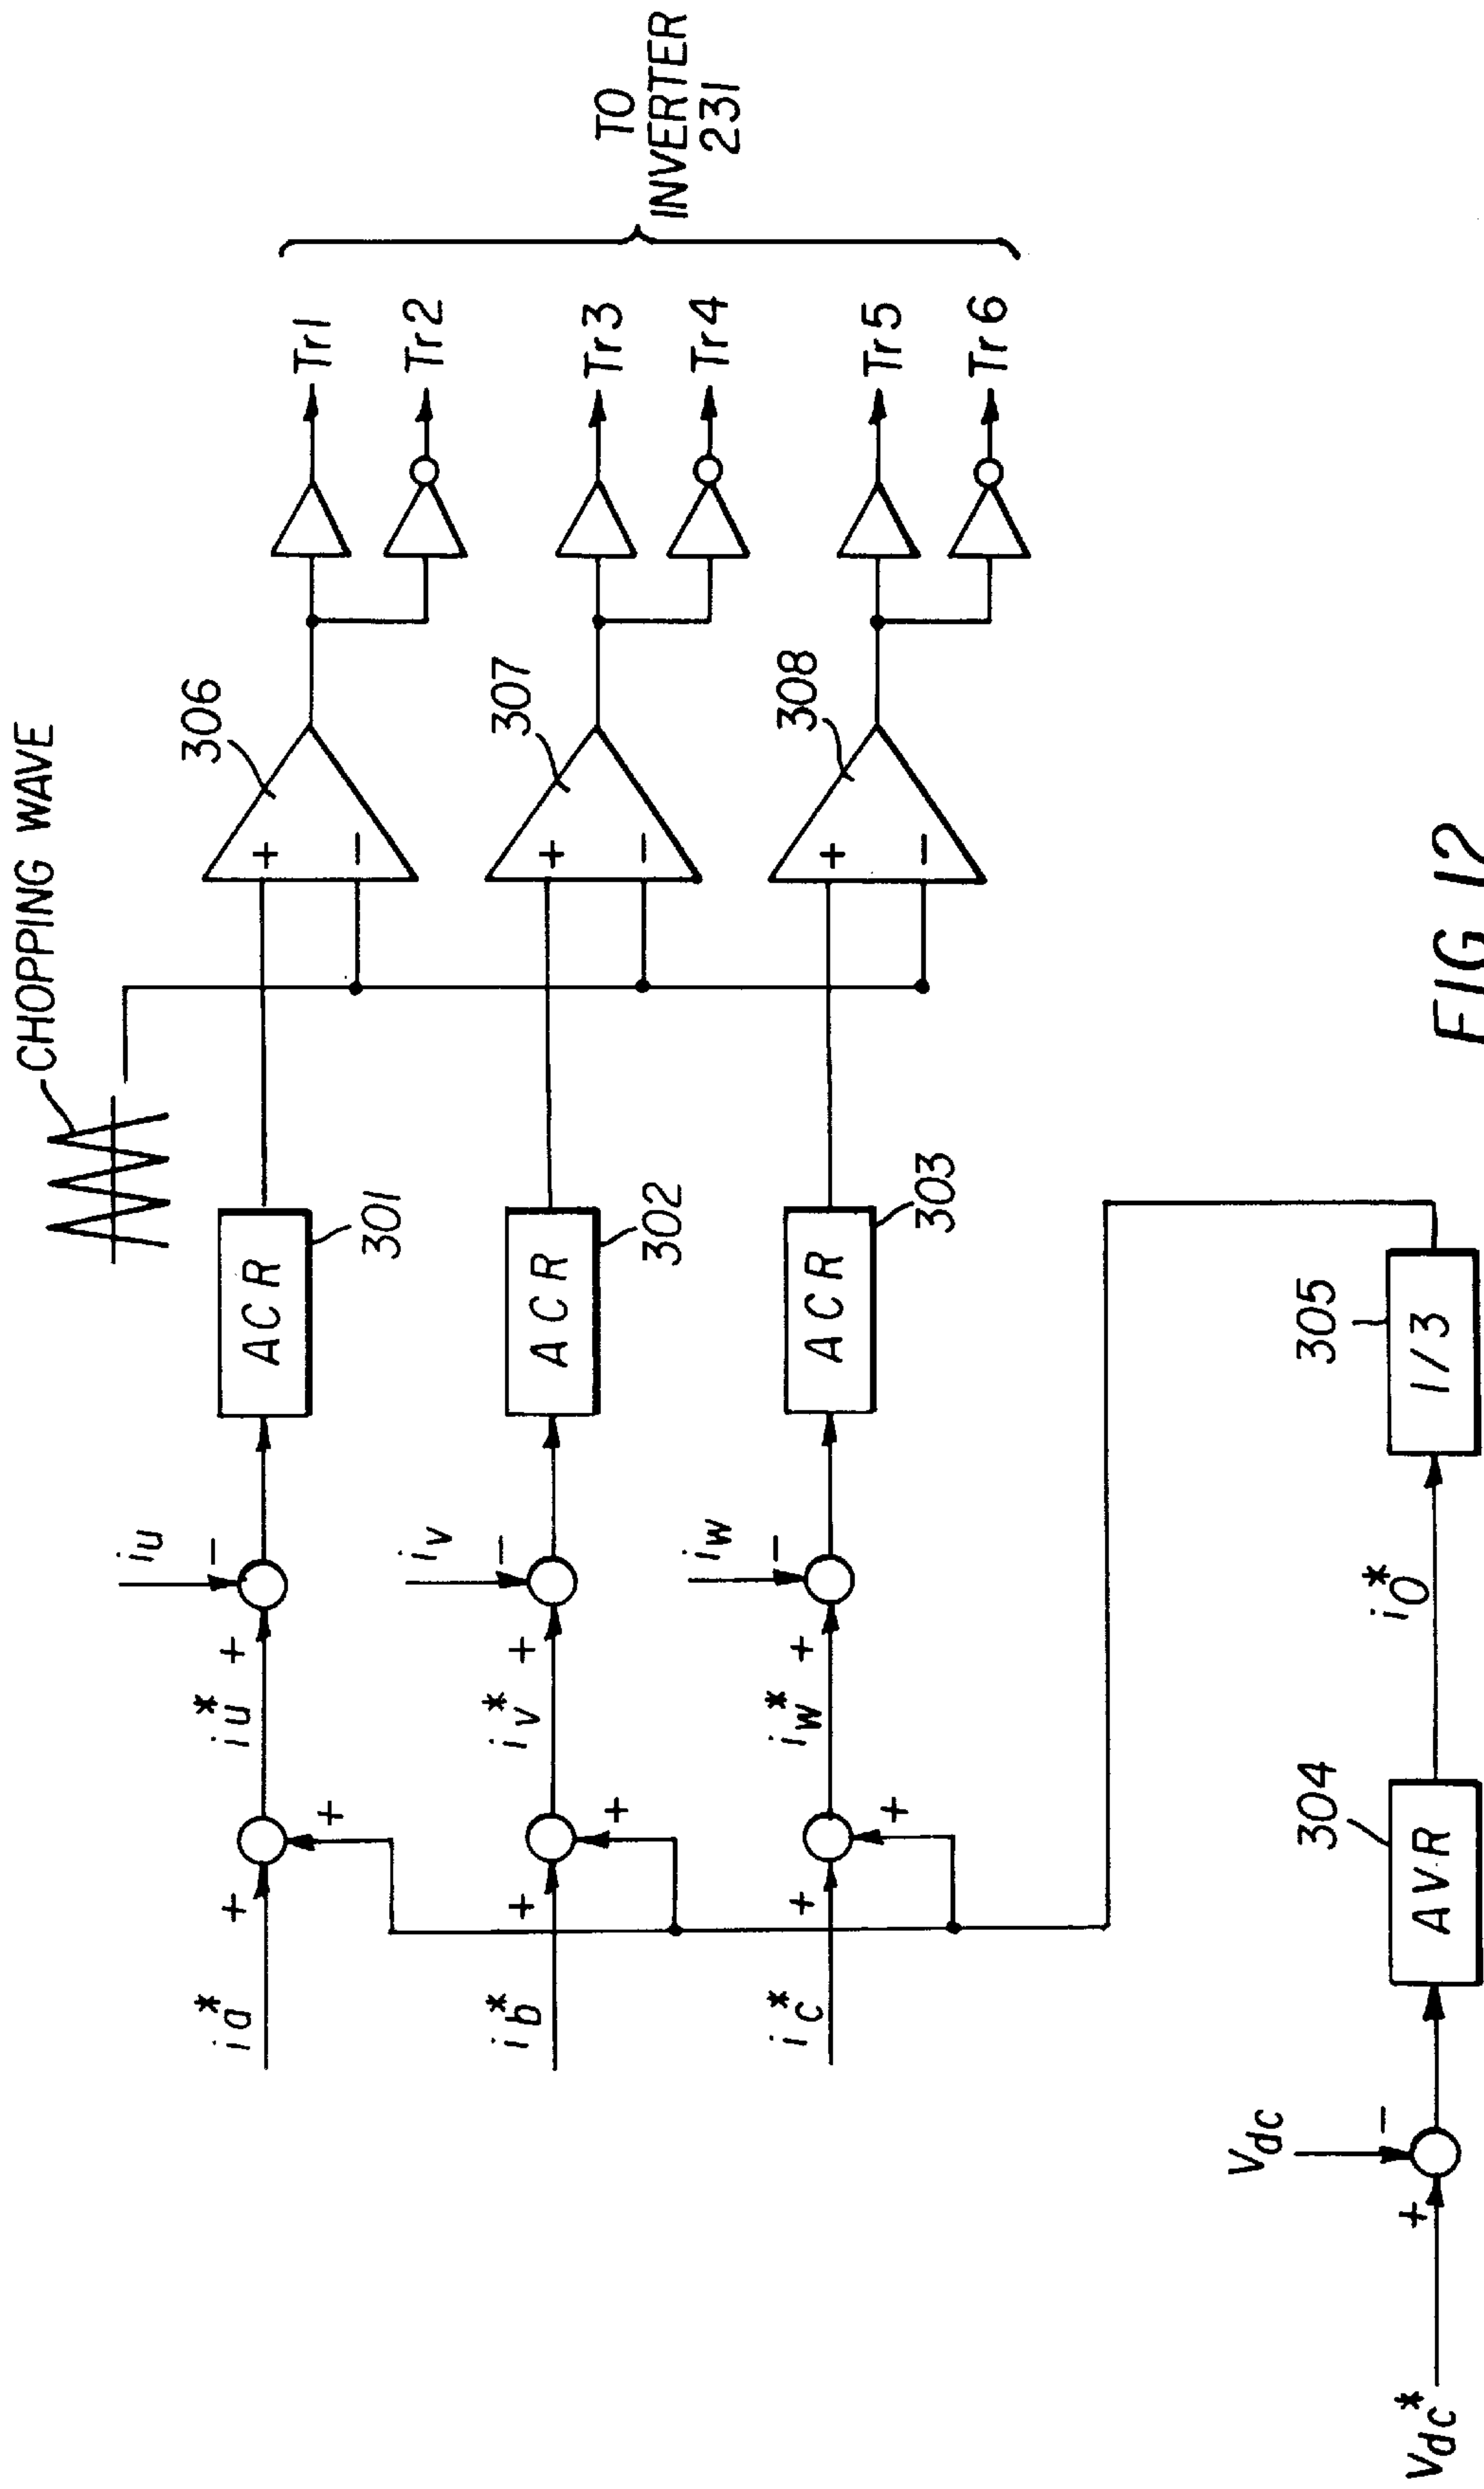 CHOPPING WAVE
306
Tr1
Tr2
iu
ia*
+
+
iu*
+
−
ACR
301
+
−
307
Tr3
Tr4
iv
ib*
+
+
iv*
+
−
ACR
302
+
−
308
Tr5
Tr6
iw
ic*
+
+
iw*
+
−
ACR
303
+
−
TO
INVERTER
231
Vdc
Vdc*
+
−
304
AVR
i0*
305
1/3
FIG 12